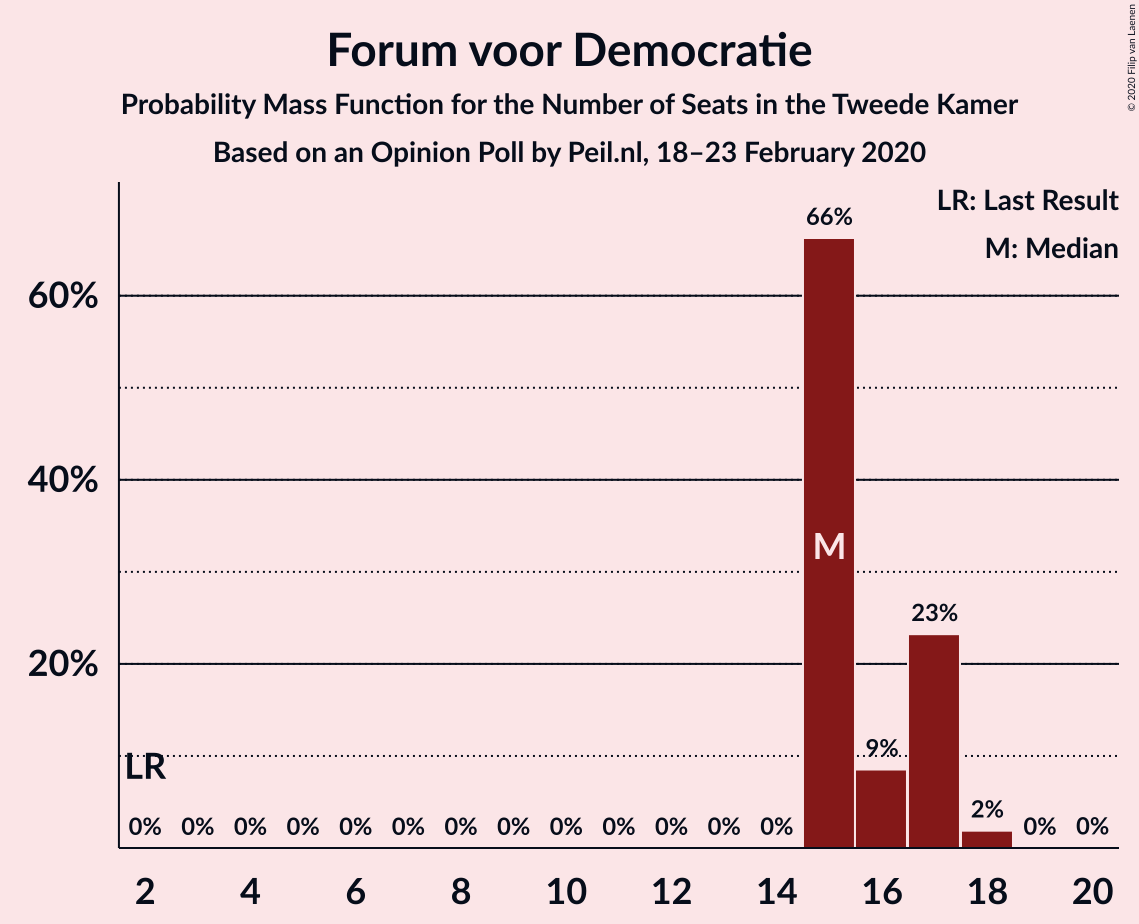 Forum voor Democratie
Probability Mass Function for the Number of Seats in the Tweede Kamer
Based on an Opinion Poll by Peil.nl, 18–23 February 2020
© 2020 Filip van Laenen
LR: Last Result
M: Median
66%
60%
40%
M
23%
20%
9%
LR
2%
0% 0% 0% 0% 0% 0% 0% 0% 0% 0% 0% 0% 0% 0% 0%
2 4 6 8 10 12 14 16 18 20